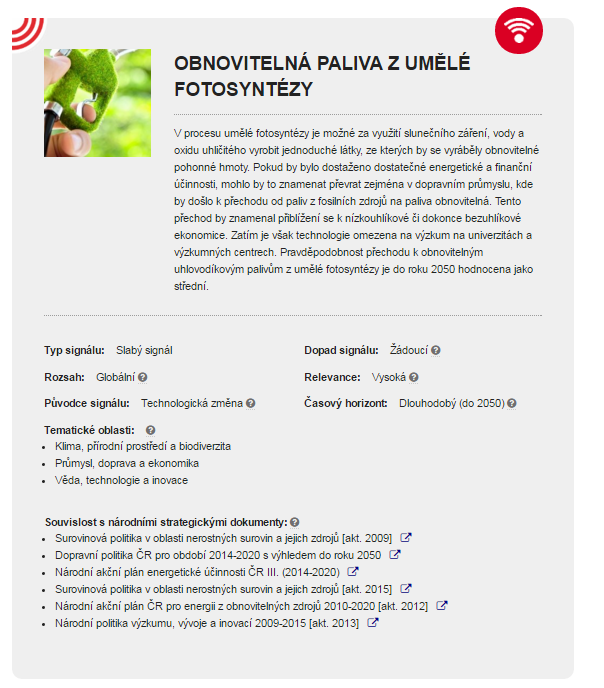 OBNOVITELNÁ PALIVA Z UMĚLÉ
FOTOSYNTÉZY
V procesu umělé fotosyntézy je možné za využití slunečního záření, vody a
oxidu uhličitého vyrobit jednoduché látky, ze kterých by se vyráběly obnovitelné
pohonné hmoty. Pokud by bylo dostaženo dostatečné energetické a finanční
účinnosti, mohlo by to znamenat převrat zejména v dopravním průmyslu, kde
by došlo k přechodu od paliv z fosilních zdrojů na paliva obnovitelná. Tento
přechod by znamenal přiblížení se k nízkouhlíkové či dokonce bezuhlíkové
ekonomice. Zatím je však technologie omezena na výzkum na univerzitách a
výzkumných centrech. Pravděpodobnost přechodu k obnovitelným
uhlovodíkovým palivům z umělé fotosyntézy je do roku 2050 hodnocena jako
střední.
Typ signálu: Slabý signál
Dopad signálu: Žádoucí ?
Rozsah: Globální ?
Relevance: Vysoká ?
Původce signálu: Technologická změna ?
Časový horizont: Dlouhodobý (do 2050) ?
Tematické oblasti: ?
• Klima, přírodní prostředí a biodiverzita
• Průmysl, doprava a ekonomika
• Věda, technologie a inovace
Souvislost s národními strategickými dokumenty: ?
• Surovinová politika v oblasti nerostných surovin a jejich zdrojů [akt. 2009]
• Dopravní politika ČR pro období 2014-2020 s výhledem do roku 2050
• Národní akční plán energetické účinnosti ČR III. (2014-2020)
• Surovinová politika v oblasti nerostných surovin a jejich zdrojů [akt. 2015]
• Národní akční plán ČR pro energii z obnovitelných zdrojů 2010-2020 [akt. 2012]
• Národní politika výzkumu, vývoje a inovací 2009-2015 [akt. 2013]